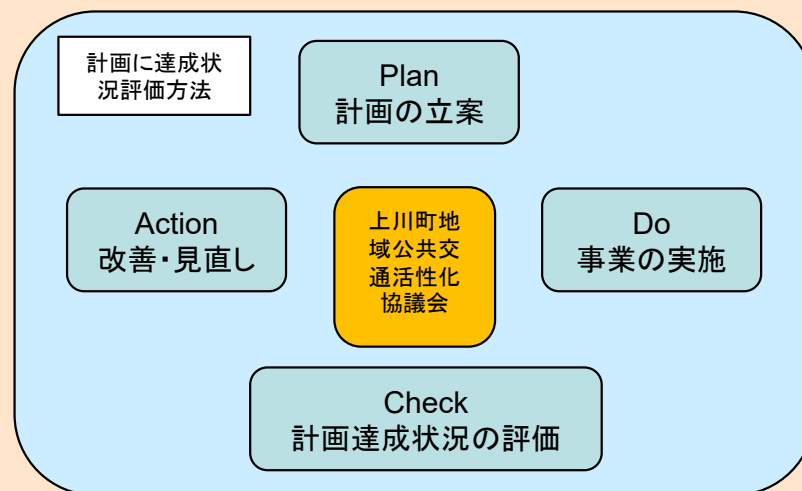 計画に達成状
況評価方法
Plan
計画の立案
Action
改善・見直し
上川町地
域公共交
通活性化
協議会
Do
事業の実施
Check
計画達成状況の評価